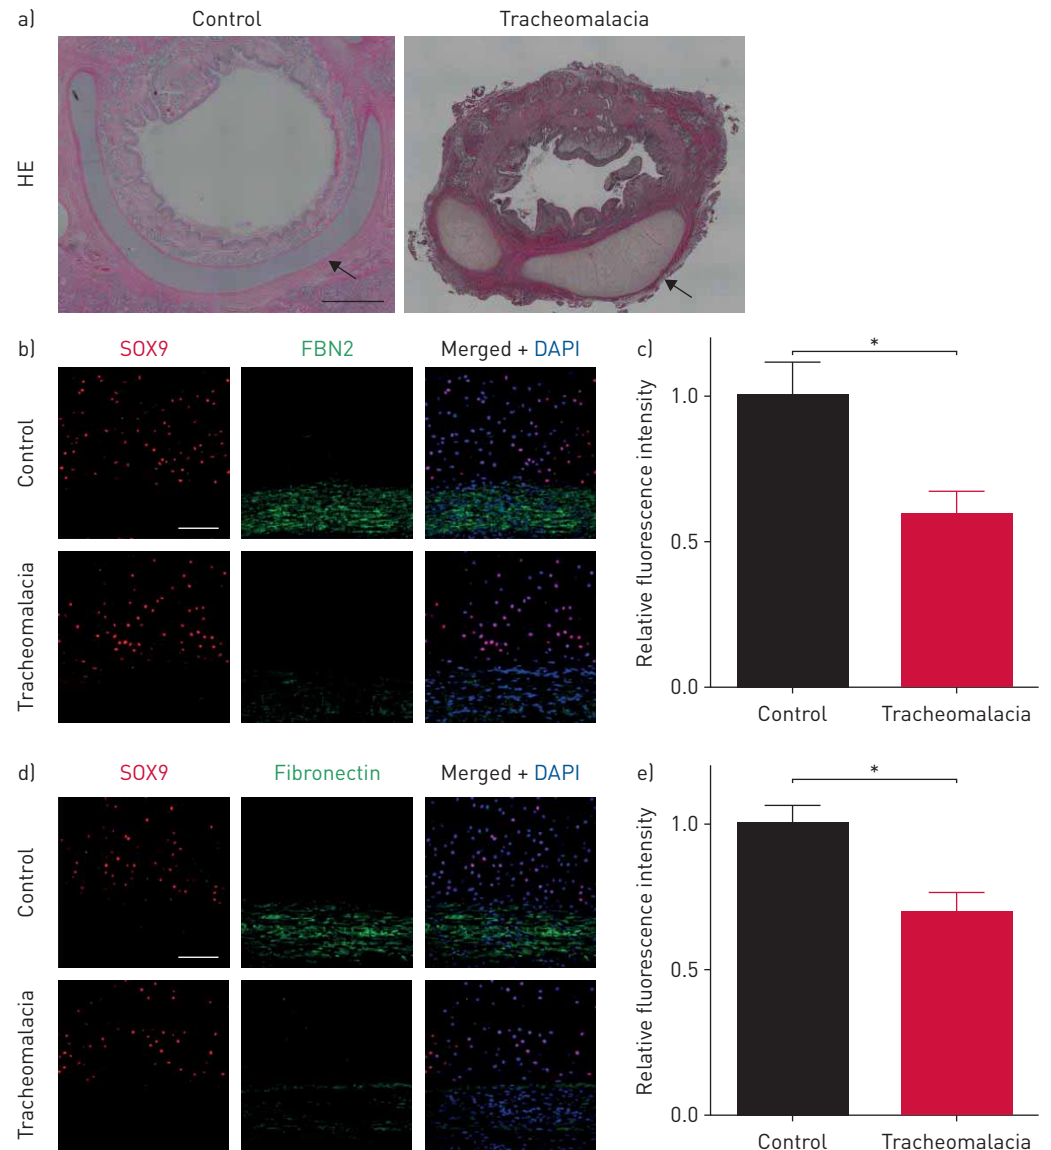 a)
Control
Tracheomalacia
HE
b)
SOX9
FBN2
Merged + DAPI
Control
Tracheomalacia
c)
*
Relative fluorescence intensity
1.0
0.5
0.0
Control
Tracheomalacia
d)
SOX9
Fibronectin
Merged + DAPI
Control
Tracheomalacia
e)
*
Relative fluorescence intensity
1.0
0.5
0.0
Control
Tracheomalacia